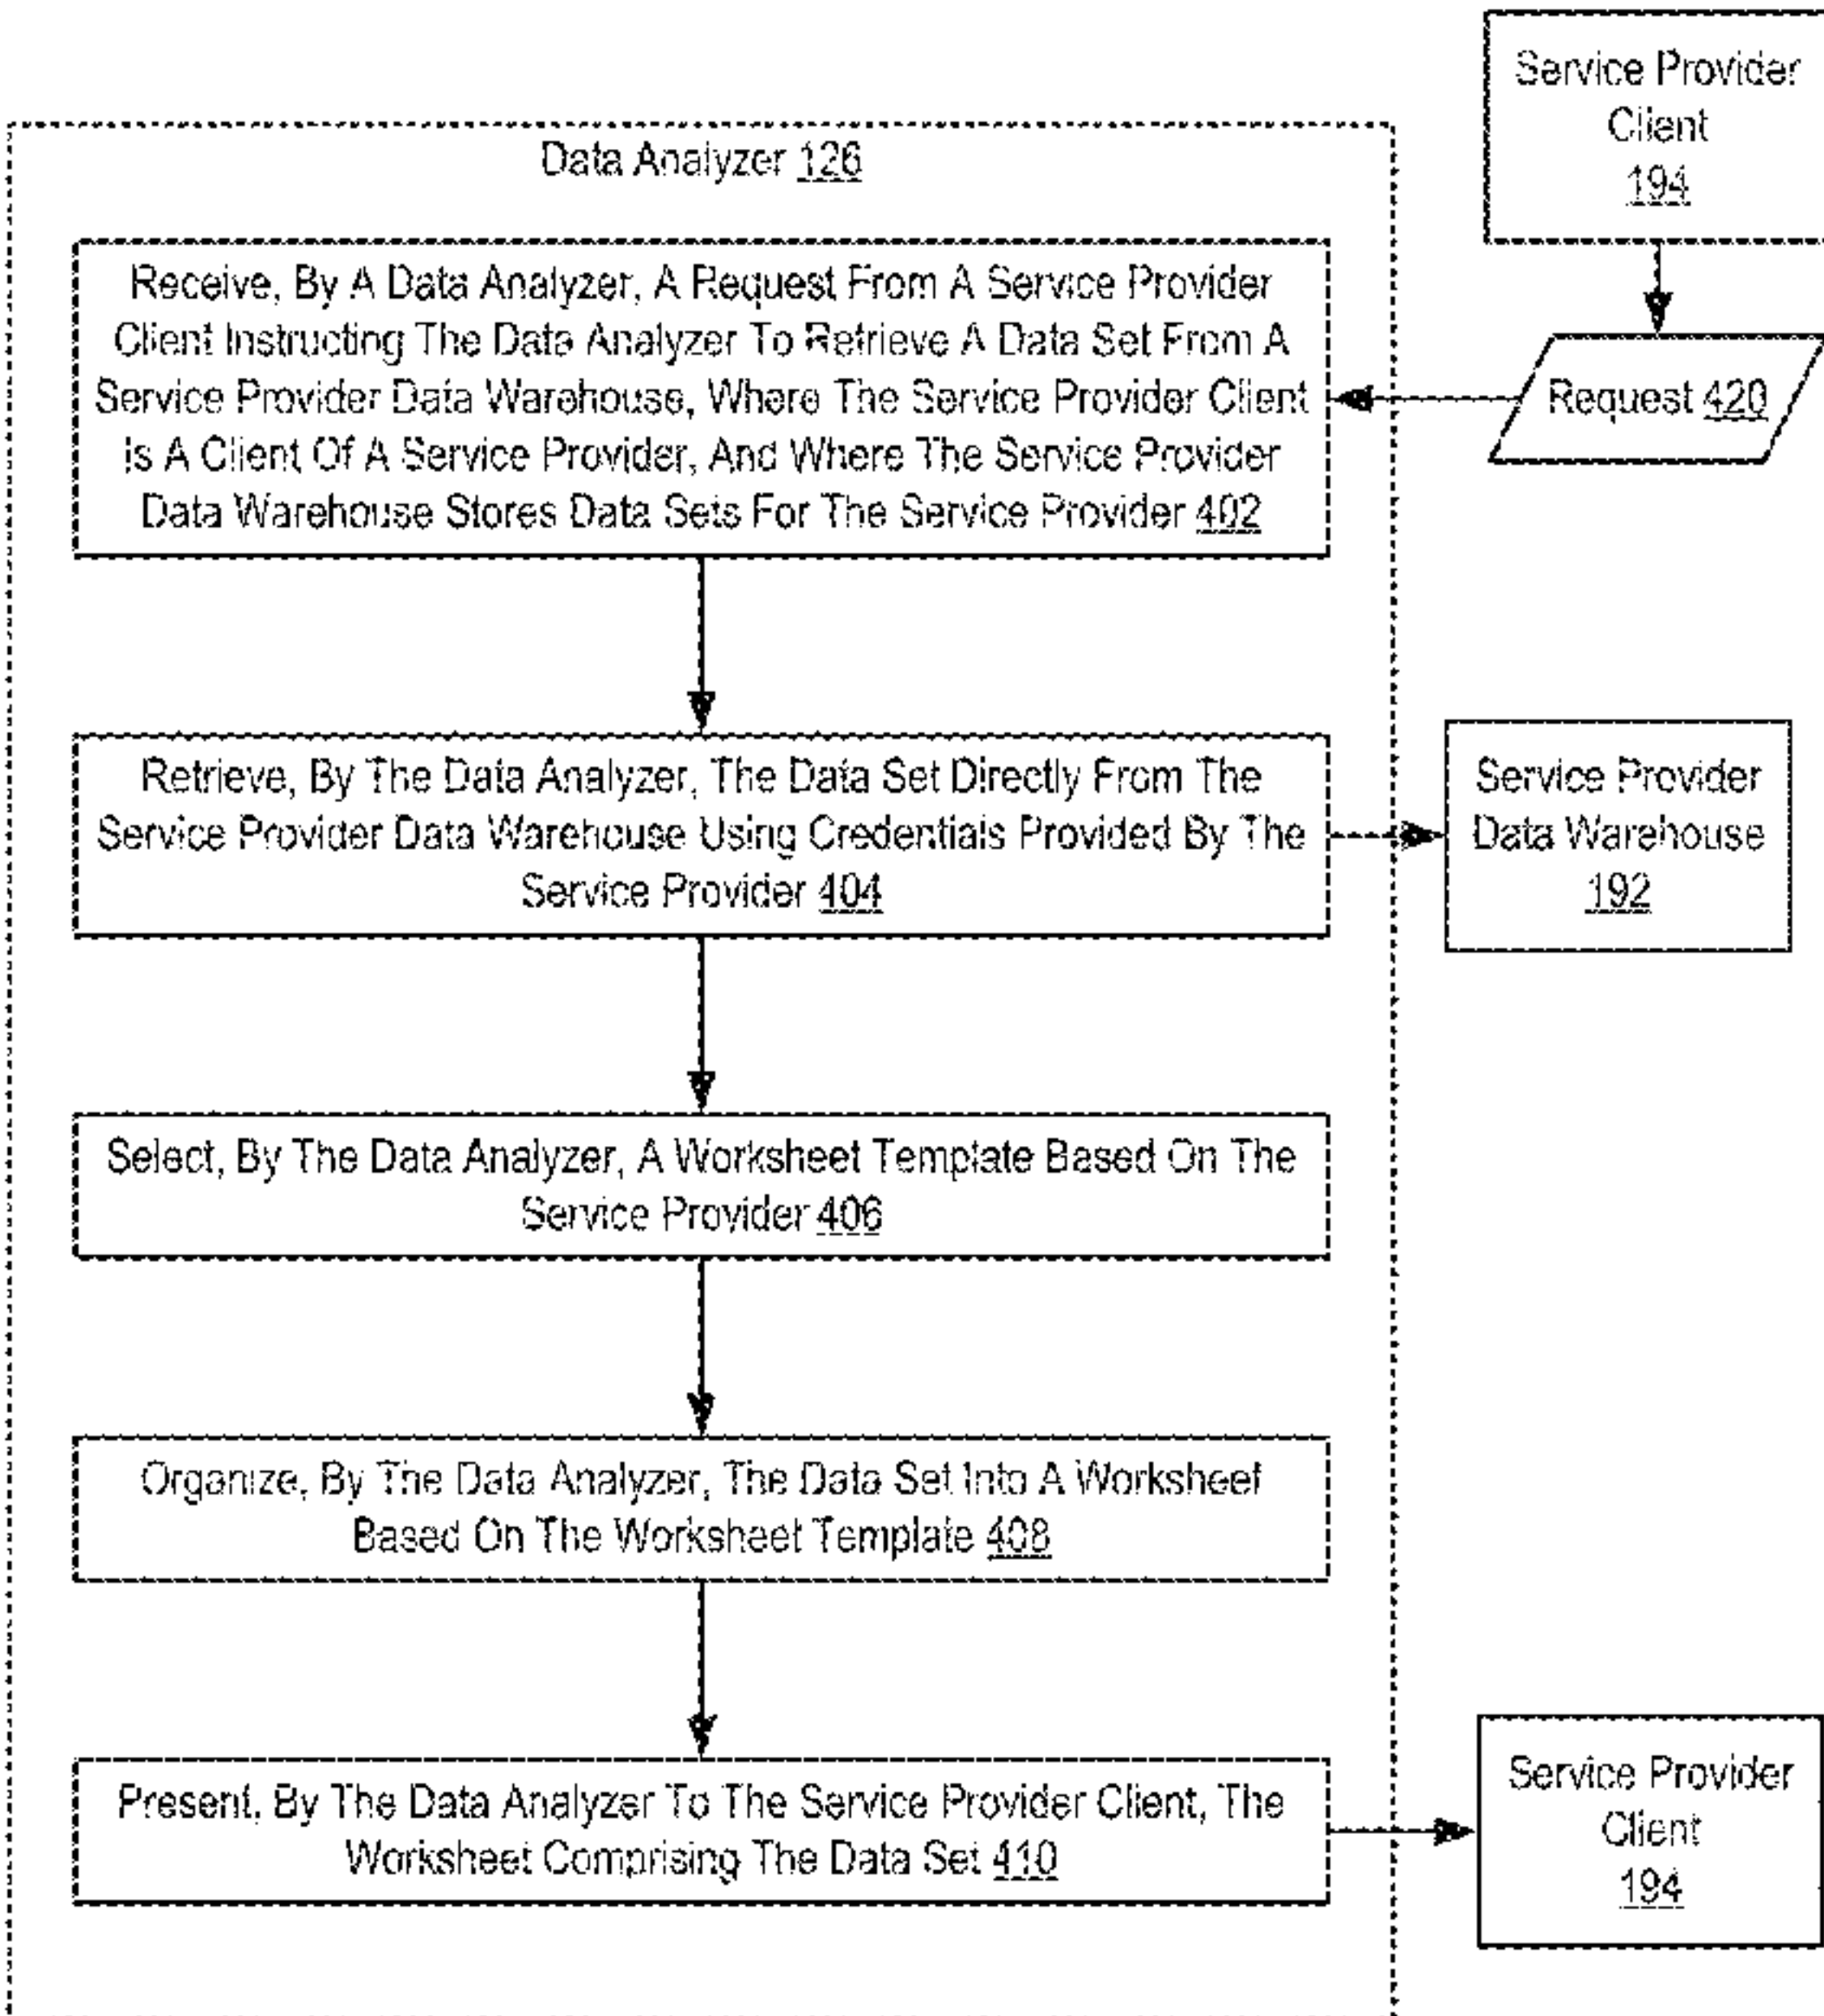 Service Provider
Client
194
Data Analyzer 126
Receive, By A Data Analyzer, A Request From A Service Provider
Client Instructing The Data Analyzer To Retrieve A Data Set From A
Service Provider Data Warehouse, Where The Service Provider Client
Is A Client Of A Service Provider, And Where The Service Provider
Data Warehouse Stores Data Sets For The Service Provider 402
Request 420
Retrieve, By The Data Analyzer, The Data Set Directly From The
Service Provider Data Warehouse Using Credentials Provided By The
Service Provider 404
Service Provider
Data Warehouse
192
Select, By The Data Analyzer, A Worksheet Template Based On The
Service Provider 406
Organize, By The Data Analyzer, The Data Set Into A Worksheet
Based On The Worksheet Template 408
Present, By The Data Analyzer To The Service Provider Client, The
Worksheet Comprising The Data Set 410
Service Provider
Client
194